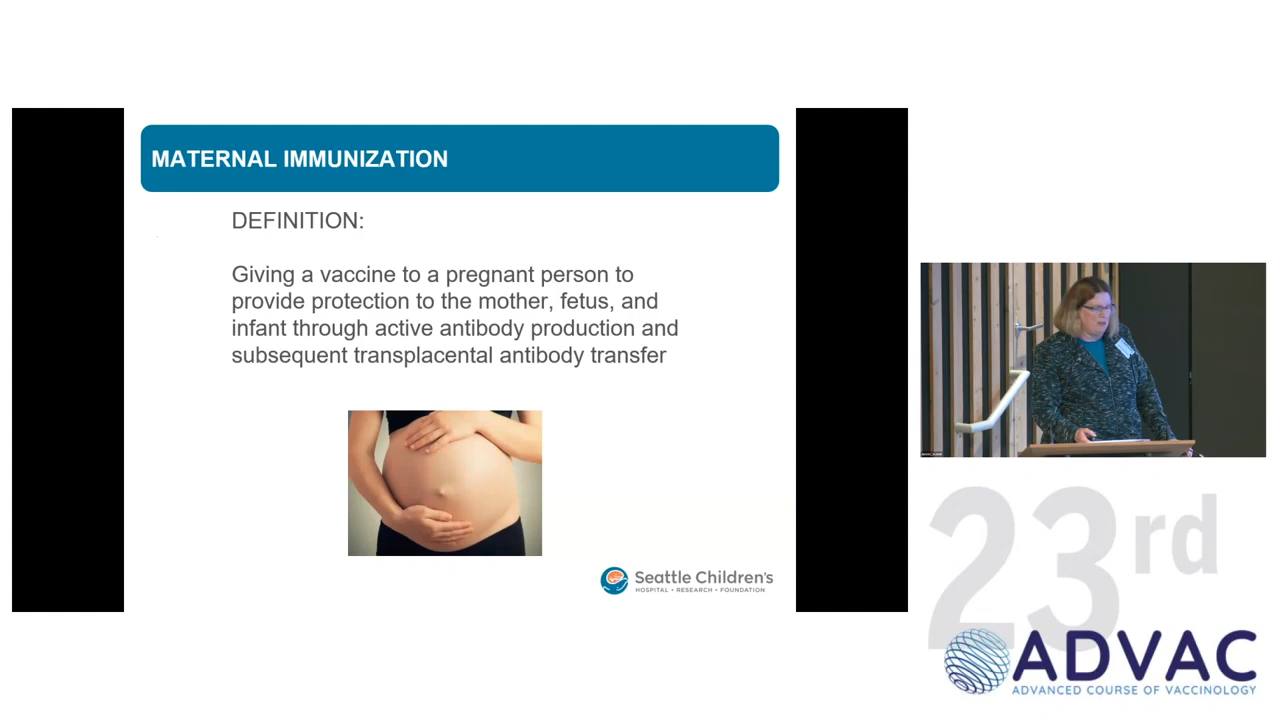 MATERNAL IMMUNIZATION
DEFINITION:
Giving a vaccine to a pregnant person to
provide protection to the mother, fetus, and
infant through active antibody production and
subsequent transplacental antibody transfer
Seattle Children's
HOSPITAL • RESEARCH • FOUNDATION
23rd
ADVAC
ADVANCED COURSE OF VACCINOLOGY